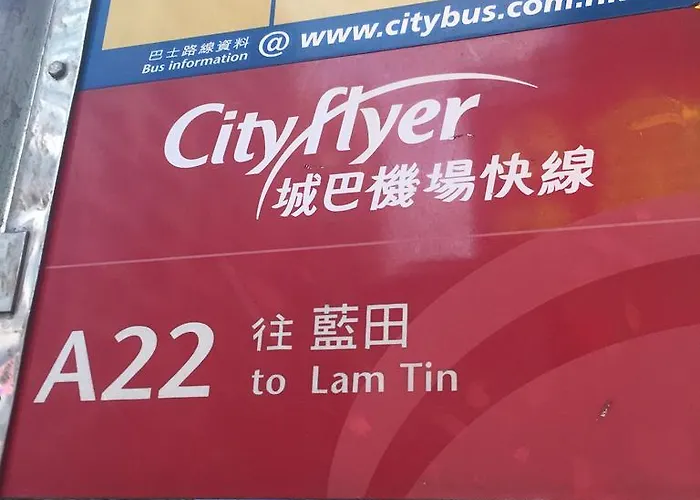 巴士路線資料
Bus information
@ www.citybus.com.
Cityflyer
城巴機場快線
A22
往 藍田
to Lam Tin